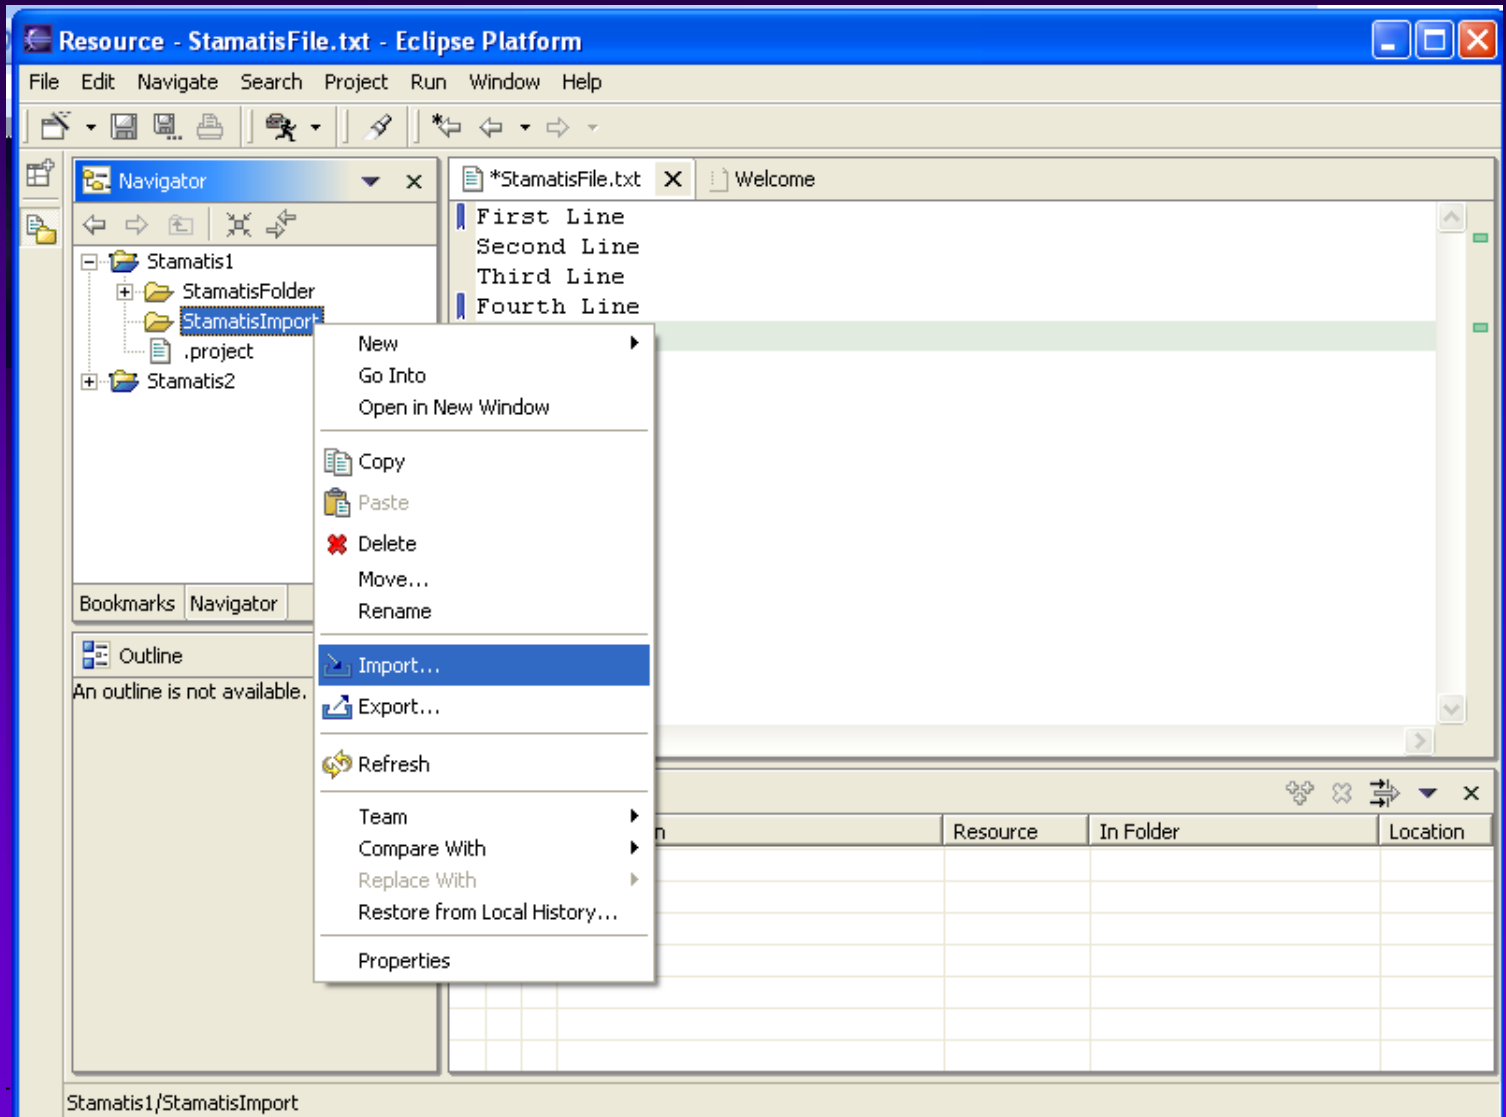 Resource - StamatisFile.txt - Eclipse Platform
File Edit Navigate Search Project Run Window Help
Navigator
*StamatisFile.txt Welcome
First Line
Second Line
Third Line
Fourth Line
Stamatis1
StamatisFolder
StamatisImport
.project
Stamatis2
Bookmarks Navigator
Outline
An outline is not available.
New
Go Into
Open in New Window
Copy
Paste
Delete
Move...
Rename
Import...
Export...
Refresh
Team
Compare With
Replace With
Restore from Local History...
Properties
Resource In Folder Location
Stamatis1/StamatisImport